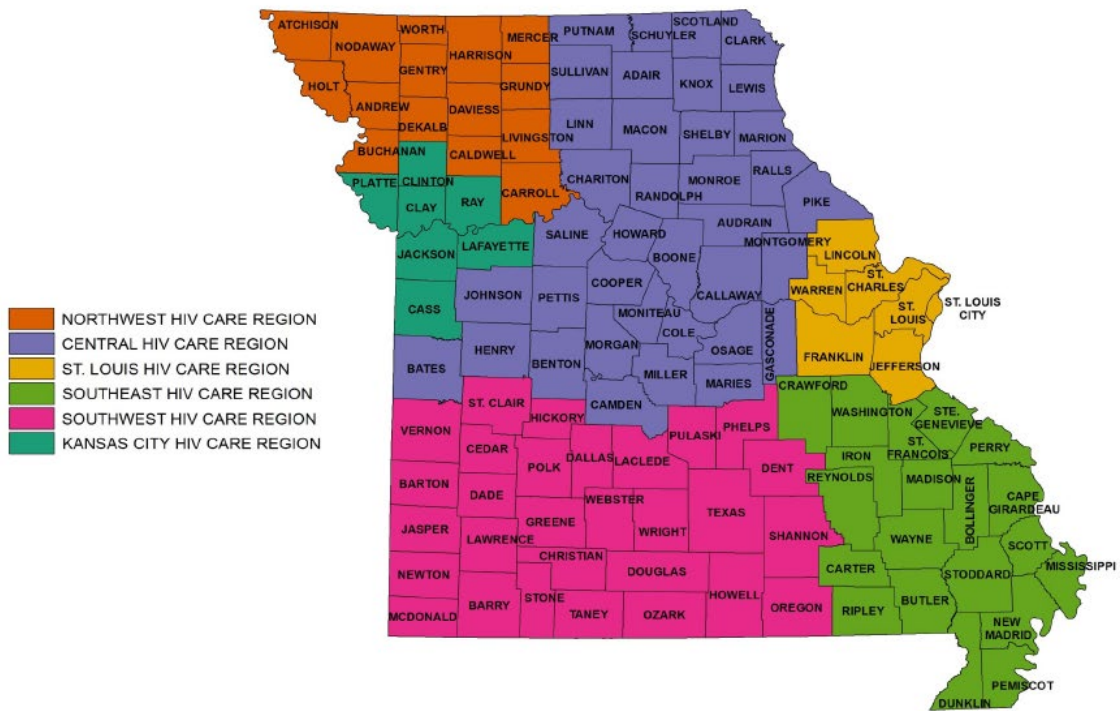 ATCHISON
NODAWAY
WORTH
HARRISON
MERCER
PUTNAM
SCHUYLER
SCOTLAND
CLARK
GENTRY
SULLIVAN
ADAIR
KNOX
LEWIS
HOLT
GRUNDY
ANDREW
DAVIESS
DEKALB
LINN
MACON
SHELBY
MARION
LIVINGSTON
BUCHANAN
CALDWELL
CHARITON
RANDOLPH
MONROE
RALLS
PLATTE
CLINTON
CARROLL
PIKE
CLAY
RAY
AUDRAIN
SALINE
HOWARD
MONTGOMERY
LINCOLN
JACKSON
LAFAYETTE
BOONE
WARREN
ST.
CHARLES
COOPER
CALLAWAY
JOHNSON
PETTIS
CASS
MONITEAU
COLE
ST.
LOUIS
ST. LOUIS
CITY
OSAGE
GASCONADE
FRANKLIN
JEFFERSON
BATES
HENRY
BENTON
MORGAN
MILLER
MARIES
CAMDEN
CRAWFORD
WASHINGTON
STE.
GENEVIEVE
ST. CLAIR
HICKORY
PULASKI
PHELPS
ST.
FRANCOIS
PERRY
VERNON
CEDAR
POLK
DALLAS
LACLEDE
DENT
IRON
REYNOLDS
MADISON
BOLLINGER
CAPE
GIRARDEAU
BARTON
DADE
WEBSTER
TEXAS
GREENE
WRIGHT
SHANNON
JASPER
LAWRENCE
WAYNE
SCOTT
CHRISTIAN
DOUGLAS
CARTER
STODDARD
MISSISSIPPI
NEWTON
BARRY
STONE
TANEY
OZARK
HOWELL
OREGON
RIPLEY
BUTLER
MCDONALD
NEW
MADRID
PEMISCOT
DUNKLIN
NORTHWEST HIV CARE REGION
CENTRAL HIV CARE REGION
ST. LOUIS HIV CARE REGION
SOUTHEAST HIV CARE REGION
SOUTHWEST HIV CARE REGION
KANSAS CITY HIV CARE REGION